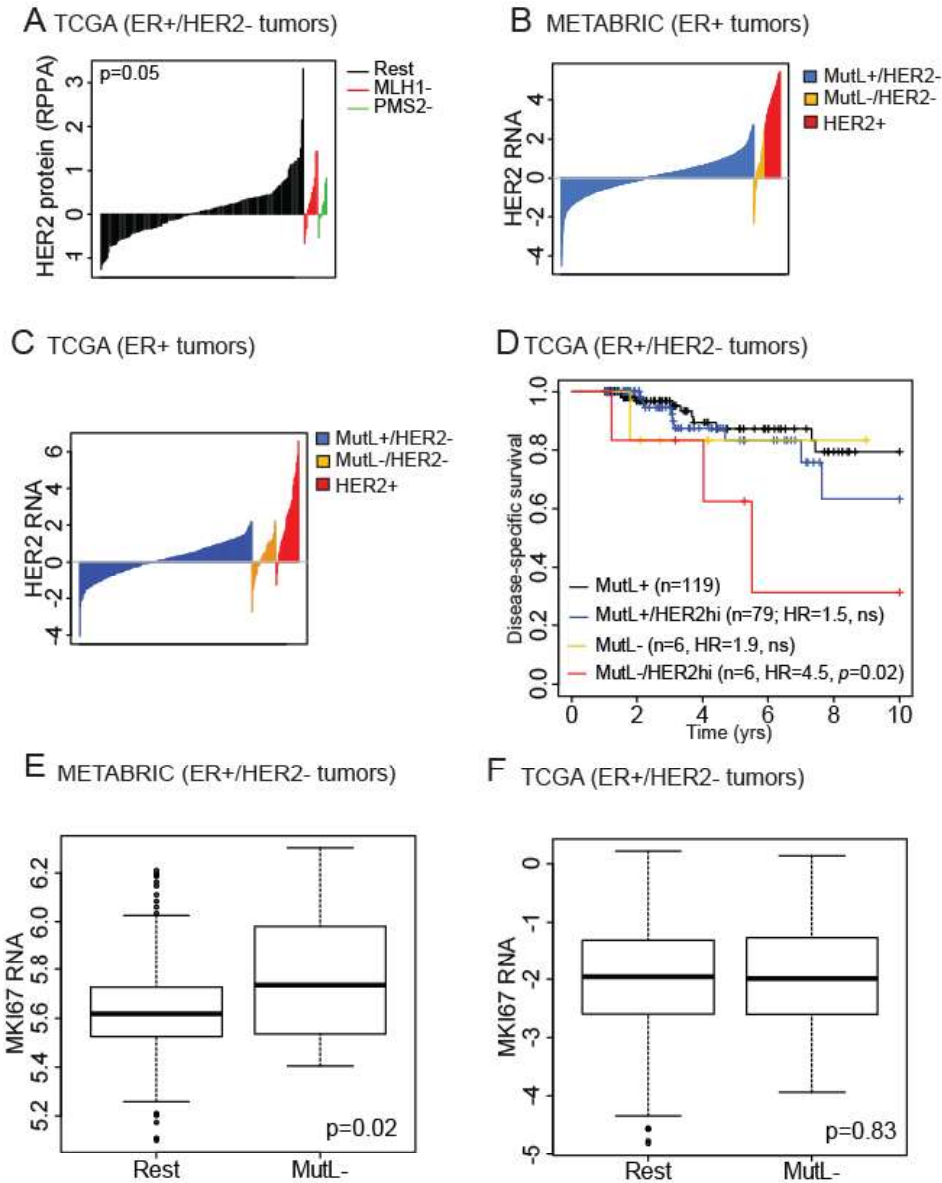 A TCGA (ER+/HER2- tumors)
p=0.05
Rest
MLH1-
PMS2-
HER2 protein (RPPA)
3
2
1
0
1
B METABRIC (ER+ tumors)
MutL+/HER2-
MutL-/HER2-
HER2+
HER2 RNA
4
2
0
-2
-4
C TCGA (ER+ tumors)
MutL+/HER2-
MutL-/HER2-
HER2+
HER2 RNA
6
4
2
0
-2
-4
D TCGA (ER+/HER2- tumors)
Disease-specific survival
1.0
0.8
0.6
0.4
0.2
0.0
MutL+ (n=119)
MutL+/HER2hi (n=79; HR=1.5, ns)
MutL- (n=6, HR=1.9, ns)
MutL-/HER2hi (n=6, HR=4.5, p=0.02)
0 2 4 6 8 10
Time (yrs)
E METABRIC (ER+/HER2- tumors)
MKI67 RNA
6.2
6.0
5.8
5.6
5.4
5.2
p=0.02
Rest MutL-
F TCGA (ER+/HER2- tumors)
MKI67 RNA
0
-1
-2
-3
-4
-5
p=0.83
Rest MutL-